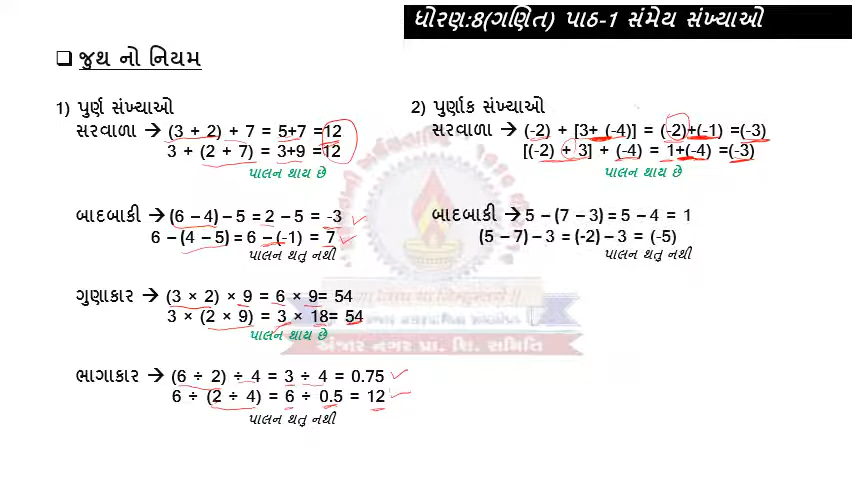 ધોરણ:8(ગણિત) પાઠ-1 સંમેય સંખ્યાઓ
❑ જુથ નો નિયમ
1) પુર્ણ સંખ્યાઓ
સરવાળા → (3 + 2) + 7 = 5+7 =12
3 + (2 + 7) = 3+9 =12
પાલન થાય છે
બાદબાકી → (6 – 4) – 5 = 2 – 5 = -3
6 – (4 – 5) = 6 – (-1) = 7
પાલન થતુ નથી
ગુણાકાર → (3 × 2) × 9 = 6 × 9= 54
3 × (2 × 9) = 3 × 18= 54
પાલન થાય છે
ભાગાકાર → (6 ÷ 2) ÷ 4 = 3 ÷ 4 = 0.75
6 ÷ (2 ÷ 4) = 6 ÷ 0.5 = 12
પાલન થતુ નથી
2) પુર્ણાક સંખ્યાઓ
સરવાળા → (-2) + [3+ (-4)] = (-2)+(-1) =(-3)
[(-2) + 3] + (-4) = 1+(-4) =(-3)
પાલન થાય છે
બાદબાકી → 5 – (7 – 3) = 5 – 4 = 1
(5 – 7) – 3 = (-2) – 3 = (-5)
પાલન થતુ નથી
અંજાર નગર પ્રા. શિ. સમિતિ